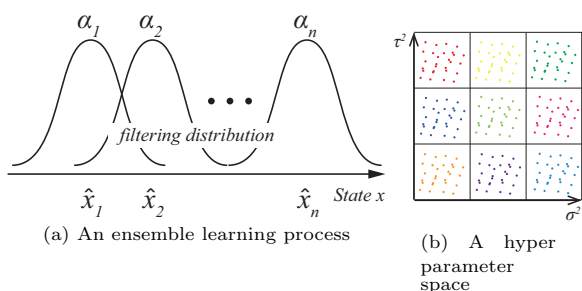 α₁ α₂ αₙ
filtering distribution
x̂₁ x̂₂ x̂ₙ State x
(a) An ensemble learning process
τ²
σ²
(b) A hyper
parameter
space